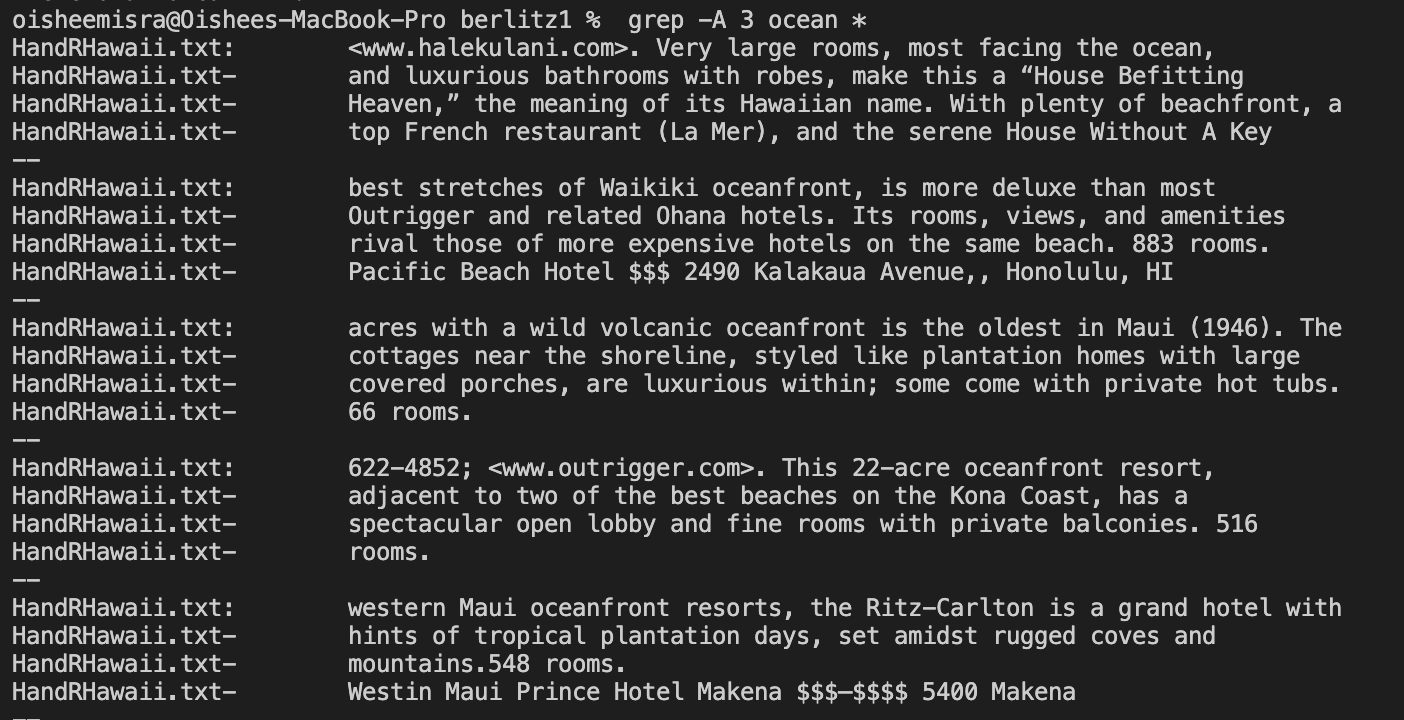 oisheemisra@Oishees-MacBook-Pro berlitz1 %  grep -A 3 ocean *
HandRHawaii.txt:        <www.halekulani.com>. Very large rooms, most facing the ocean,
HandRHawaii.txt-        and luxurious bathrooms with robes, make this a “House Befitting
HandRHawaii.txt-        Heaven,” the meaning of its Hawaiian name. With plenty of beachfront, a
HandRHawaii.txt-        top French restaurant (La Mer), and the serene House Without A Key
--
HandRHawaii.txt:        best stretches of Waikiki oceanfront, is more deluxe than most
HandRHawaii.txt-        Outrigger and related Ohana hotels. Its rooms, views, and amenities
HandRHawaii.txt-        rival those of more expensive hotels on the same beach. 883 rooms.
HandRHawaii.txt-        Pacific Beach Hotel $$$ 2490 Kalakaua Avenue,, Honolulu, HI
--
HandRHawaii.txt:        acres with a wild volcanic oceanfront is the oldest in Maui (1946). The
HandRHawaii.txt-        cottages near the shoreline, styled like plantation homes with large
HandRHawaii.txt-        covered porches, are luxurious within; some come with private hot tubs.
HandRHawaii.txt-        66 rooms.
--
HandRHawaii.txt:        622-4852; <www.outrigger.com>. This 22-acre oceanfront resort,
HandRHawaii.txt-        adjacent to two of the best beaches on the Kona Coast, has a
HandRHawaii.txt-        spectacular open lobby and fine rooms with private balconies. 516
HandRHawaii.txt-        rooms.
--
HandRHawaii.txt:        western Maui oceanfront resorts, the Ritz-Carlton is a grand hotel with
HandRHawaii.txt-        hints of tropical plantation days, set amidst rugged coves and
HandRHawaii.txt-        mountains.548 rooms.
HandRHawaii.txt-        Westin Maui Prince Hotel Makena $$$–$$$$ 5400 Makena
--